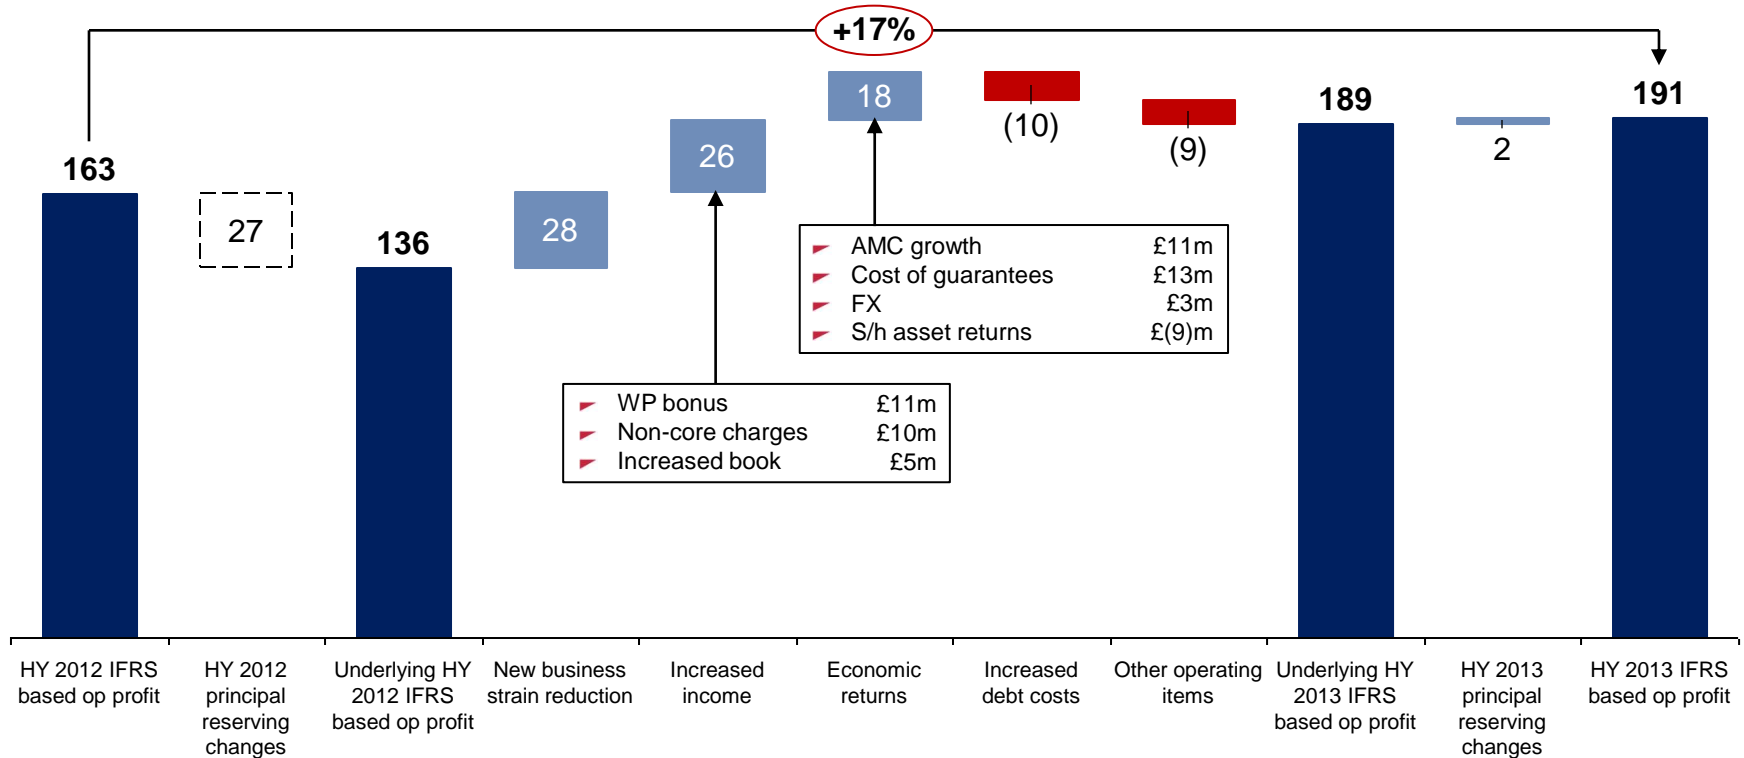 +17%
163
27
136
28
26
18
(10)
(9)
189
2
191
AMC growth £11m
Cost of guarantees £13m
FX £3m
S/h asset returns £(9)m
WP bonus £11m
Non-core charges £10m
Increased book £5m
HY 2012 IFRS
based op profit
HY 2012
principal
reserving
changes
Underlying HY
2012 IFRS
based op profit
New business
strain reduction
Increased
income
Economic
returns
Increased
debt costs
Other operating
items
Underlying HY
2013 IFRS
based op profit
HY 2013
principal
reserving
changes
HY 2013 IFRS
based op profit